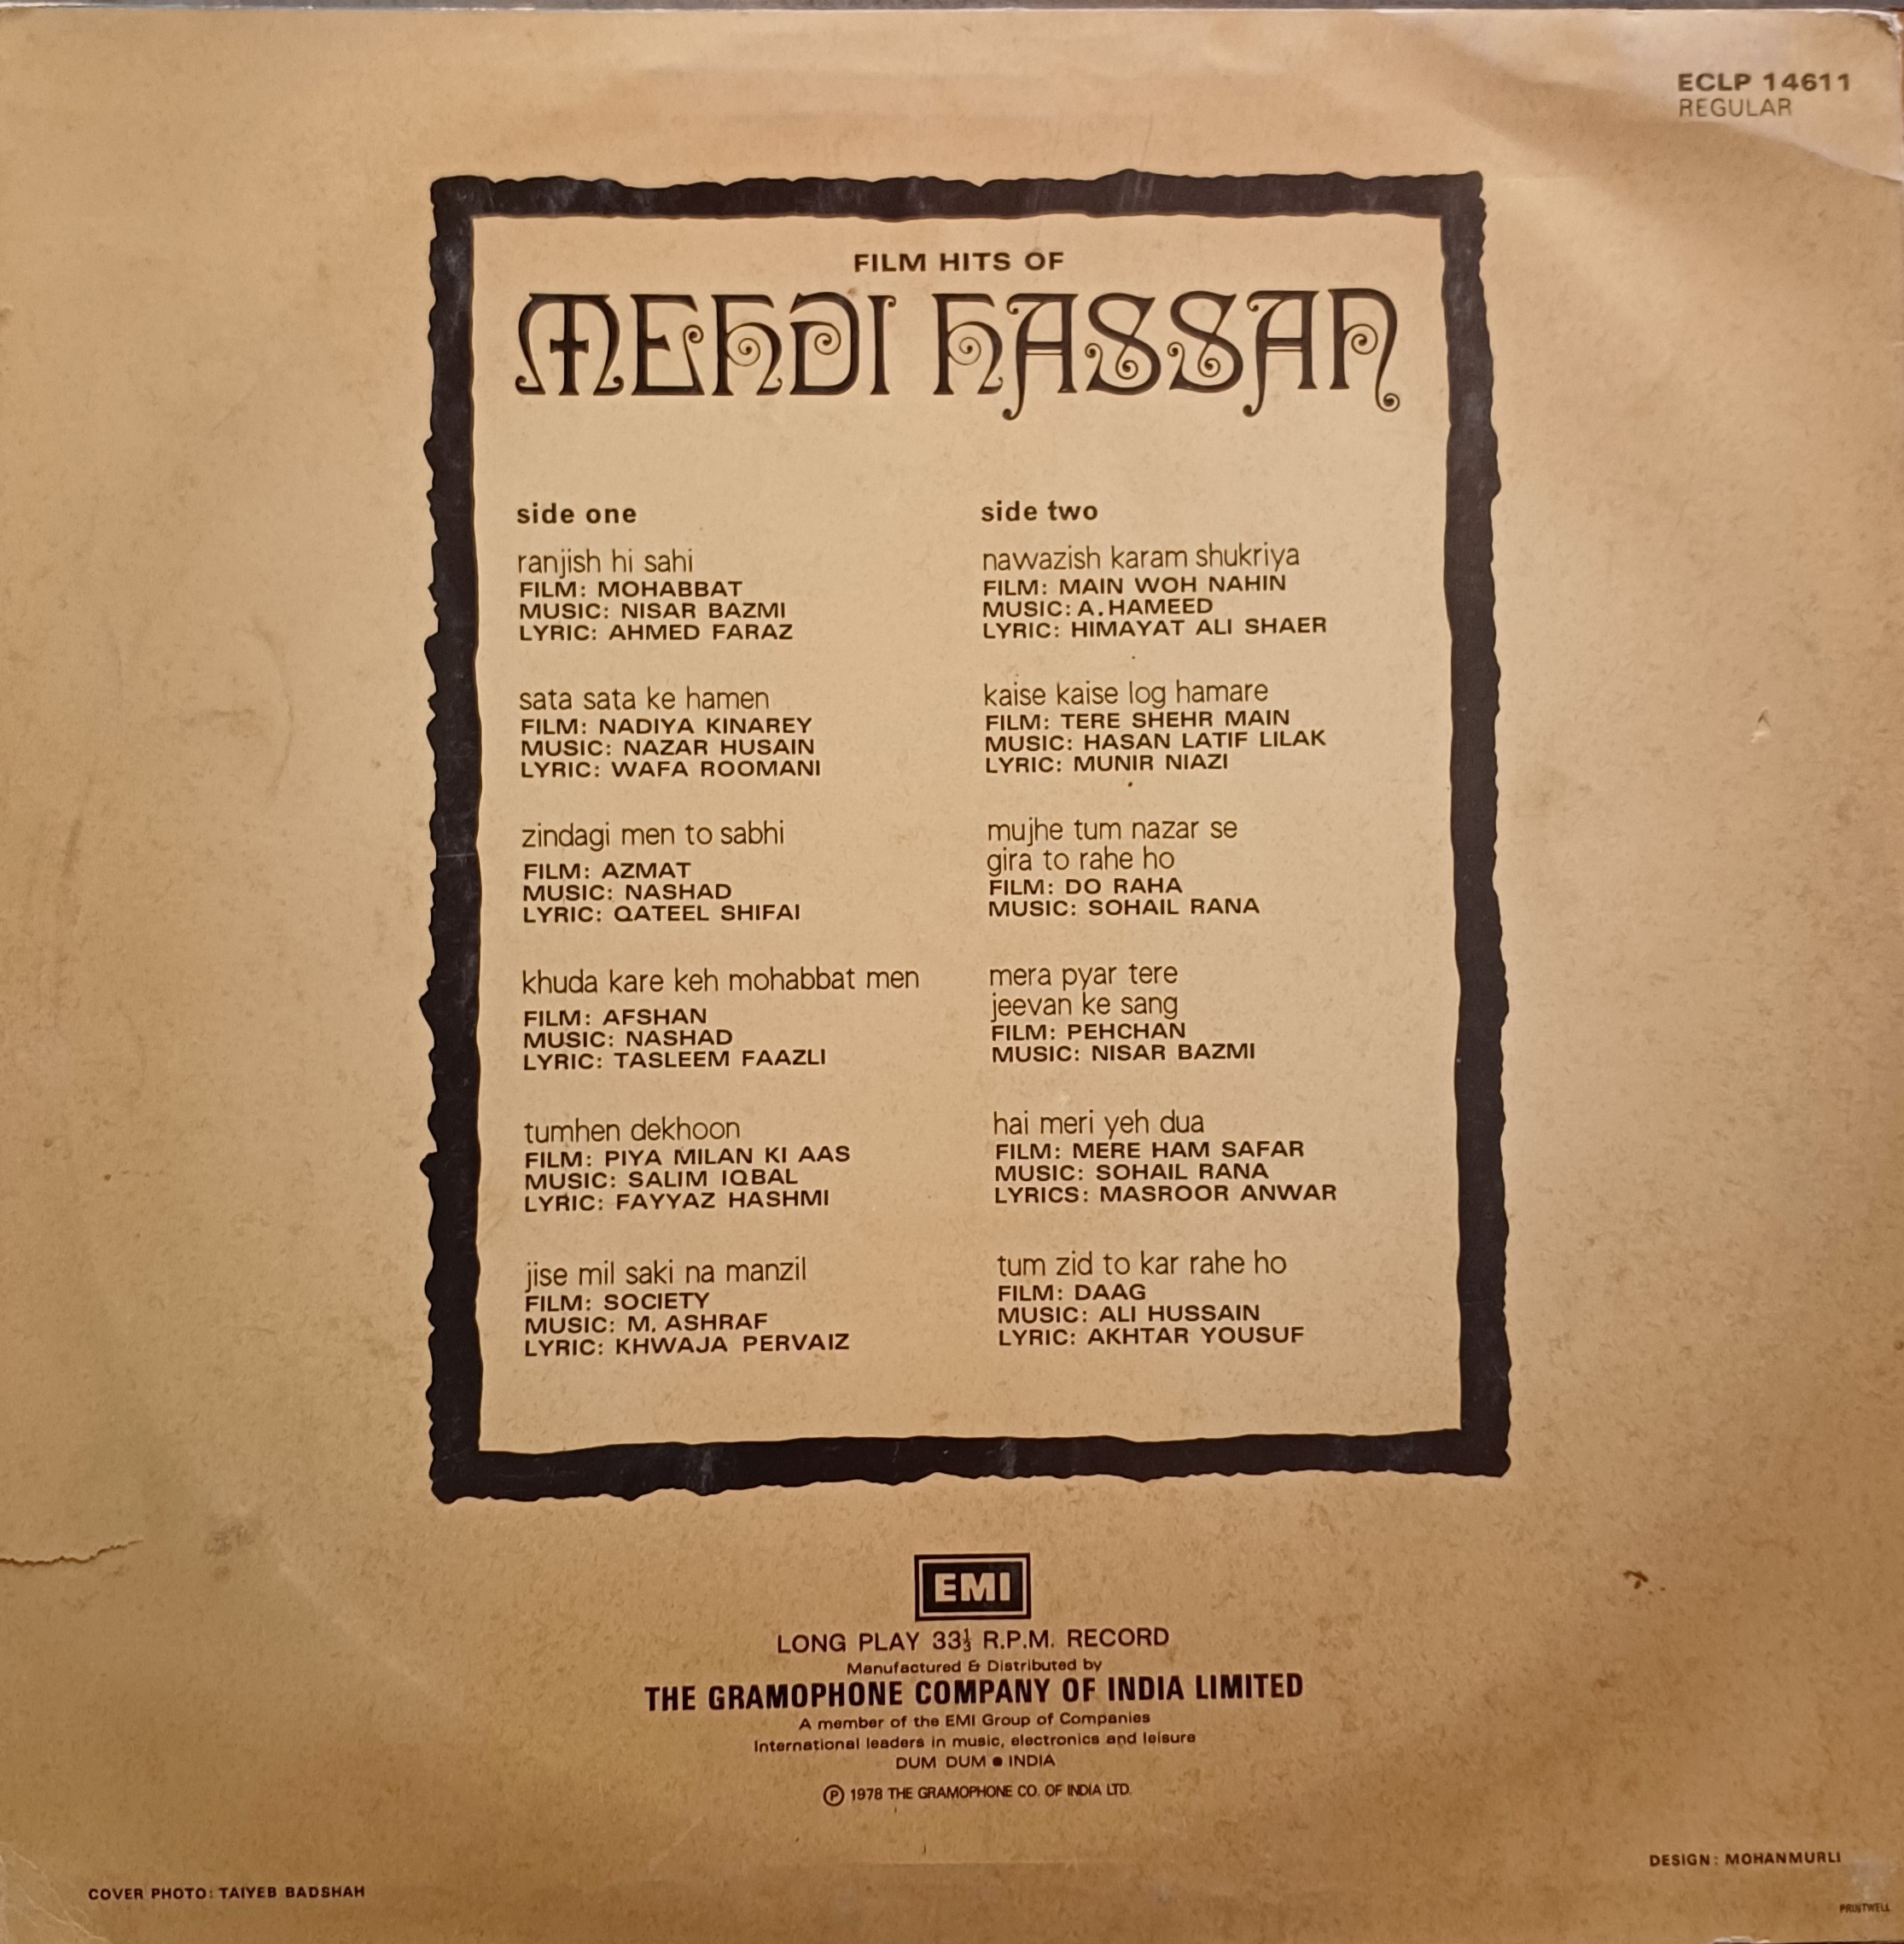 ECLP 14611
REGULAR
FILM HITS OF
MEHDI HASSAN
side one
ranjish hi sahi
FILM: MOHABBAT
MUSIC: NISAR BAZMI
LYRIC: AHMED FARAZ
sata sata ke hamen
FILM: NADIYA KINAREY
MUSIC: NAZAR HUSAIN
LYRIC: WAFA ROOMANI
zindagi men to sabhi
FILM: AZMAT
MUSIC: NASHAD
LYRIC: QATEEL SHIFAI
khuda kare keh mohabbat men
FILM: AFSHAN
MUSIC: NASHAD
LYRIC: TASLEEM FAAZLI
tumhen dekhoon
FILM: PIYA MILAN KI AAS
MUSIC: SALIM IQBAL
LYRIC: FAYYAZ HASHMI
jise mil saki na manzil
FILM: SOCIETY
MUSIC: M. ASHRAF
LYRIC: KHWAJA PERVAIZ
side two
nawazish karam shukriya
FILM: MAIN WOH NAHIN
MUSIC: A. HAMEED
LYRIC: HIMAYAT ALI SHAER
kaise kaise log hamare
FILM: TERE SHEHR MAIN
MUSIC: HASAN LATIF LILAK
LYRIC: MUNIR NIAZI
mujhe tum nazar se
gira to rahe ho
FILM: DO RAHA
MUSIC: SOHAIL RANA
mera pyar tere
jeevan ke sang
FILM: PEHCHAN
MUSIC: NISAR BAZMI
hai meri yeh dua
FILM: MERE HAM SAFAR
MUSIC: SOHAIL RANA
LYRICS: MASROOR ANWAR
tum zid to kar rahe ho
FILM: DAAG
MUSIC: ALI HUSSAIN
LYRIC: AKHTAR YOUSUF
EMI
LONG PLAY 33⅓ R.P.M. RECORD
Manufactured & Distributed by
THE GRAMOPHONE COMPANY OF INDIA LIMITED
A member of the EMI Group of Companies
International leaders in music, electronics and leisure
DUM DUM ● INDIA
Ⓟ 1978 THE GRAMOPHONE CO. OF INDIA LTD.
DESIGN: MOHANMURLI
COVER PHOTO: TAIYEB BADSHAH
PRINTWELL